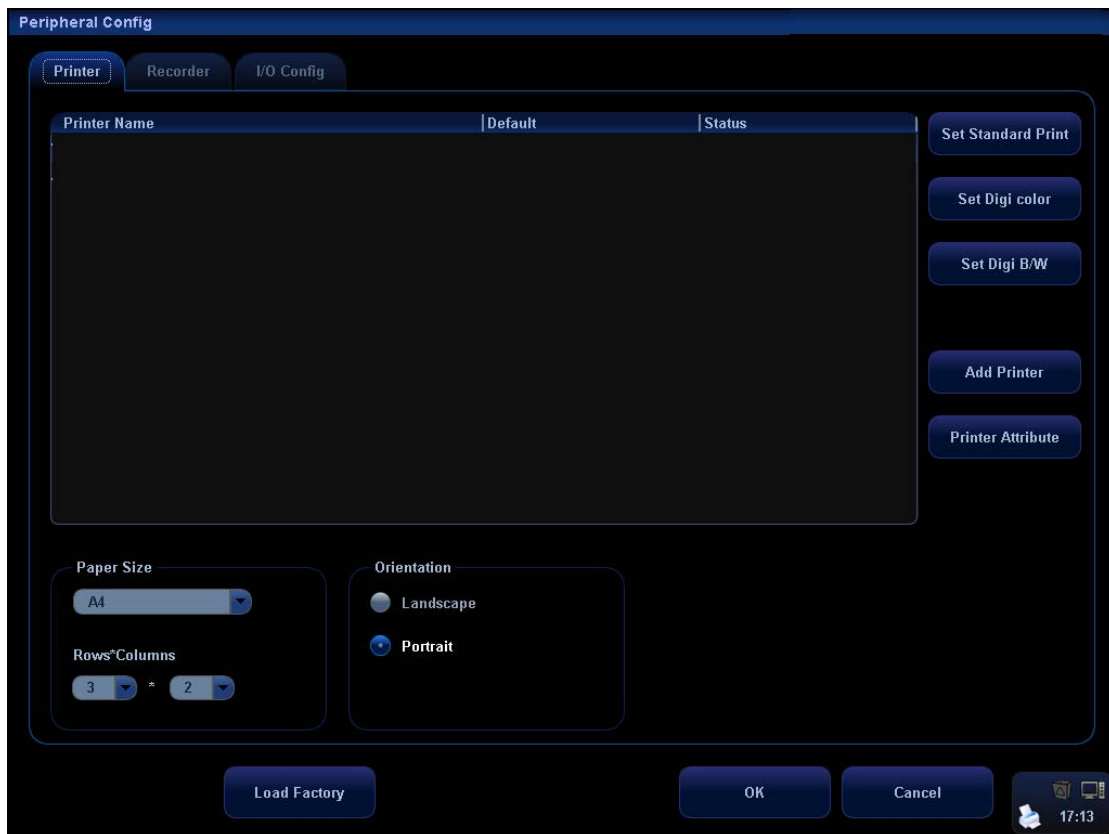 Peripheral Config
Printer Recorder I/O Config
Printer Name Default Status
Set Standard Print
Set Digi color
Set Digi B/W
Add Printer
Printer Attribute
Paper Size
A4
Rows*Columns
3 * 2
Orientation
Landscape
Portrait
Load Factory OK Cancel
17:13